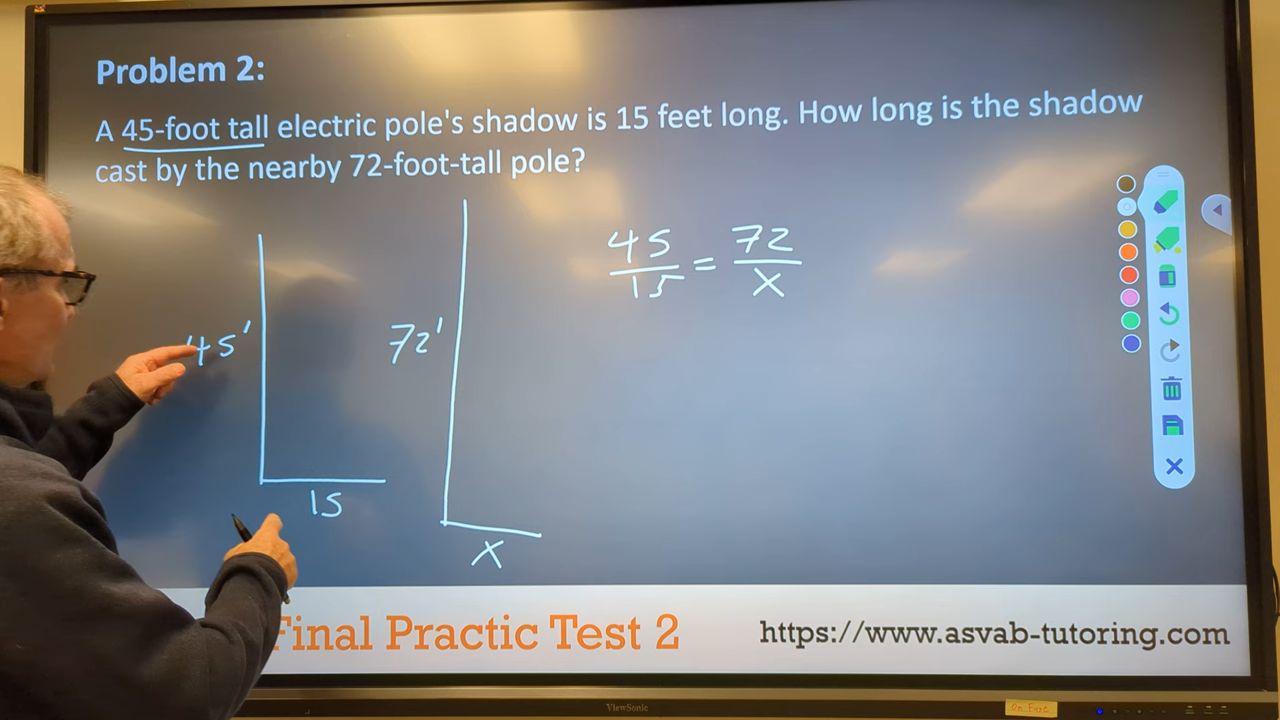 Problem 2:
A 45-foot tall electric pole's shadow is 15 feet long. How long is the shadow
cast by the nearby 72-foot-tall pole?
45/15 = 72/X
45'
72'
15
X
Final Practic Test 2
https://www.asvab-tutoring.com
ViewSonic